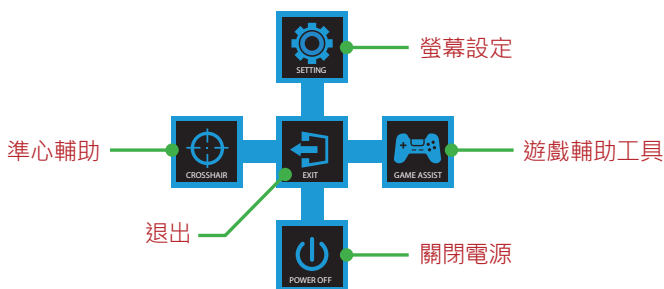 SETTING
螢幕設定
準心輔助
CROSSHAIR
EXIT
GAME ASSIST
遊戲輔助工具
退出
POWER OFF
關閉電源